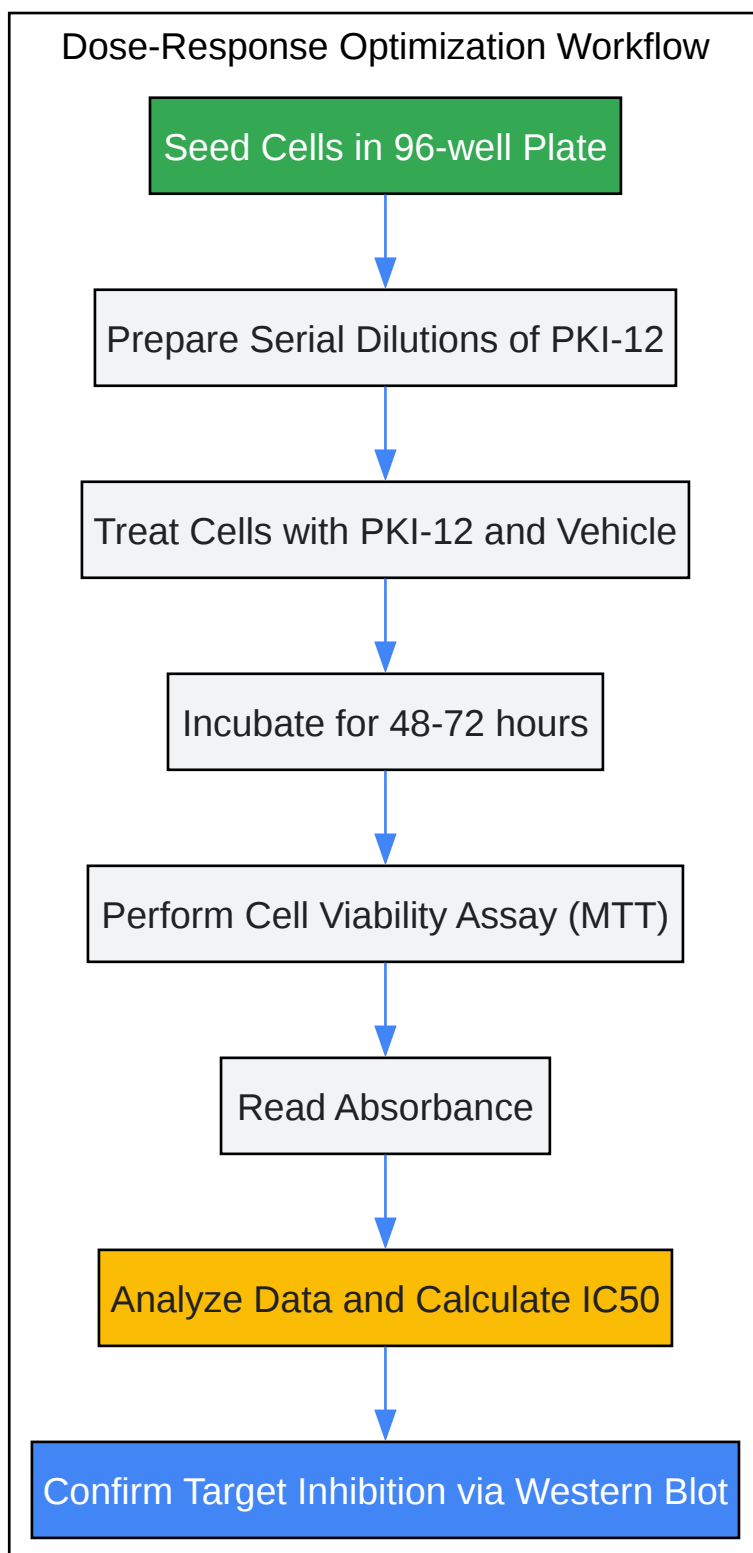 Dose-Response Optimization Workflow
Seed Cells in 96-well Plate
Prepare Serial Dilutions of PKI-12
Treat Cells with PKI-12 and Vehicle
Incubate for 48-72 hours
Perform Cell Viability Assay (MTT)
Read Absorbance
Analyze Data and Calculate IC50
Confirm Target Inhibition via Western Blot